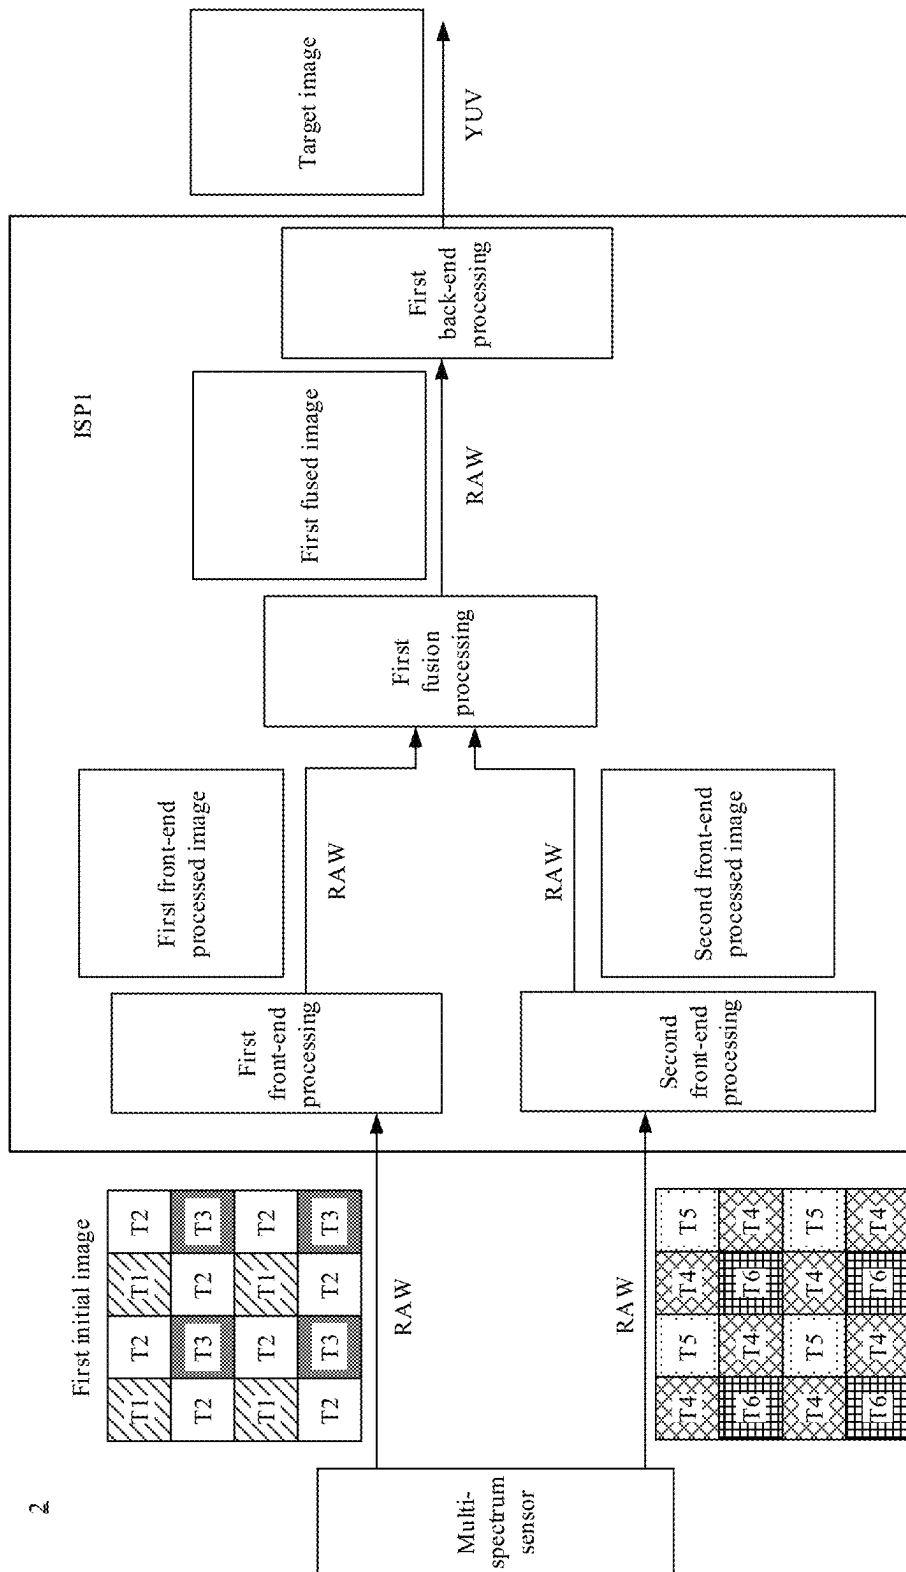 2
First initial image
T1 T2 T1 T2
T2 T3 T2 T3
T1 T2 T1 T2
T2 T3 T2 T3
Multi-
spectrum
sensor
RAW
RAW
T4 T5 T4 T5
T6 T4 T6 T4
T4 T5 T4 T5
T6 T4 T6 T4
ISP1
First
front-end
processing
First front-end
processed image
RAW
Second
front-end
processing
RAW
Second front-end
processed image
First
fusion
processing
First fused image
RAW
First
back-end
processing
Target image
YUV